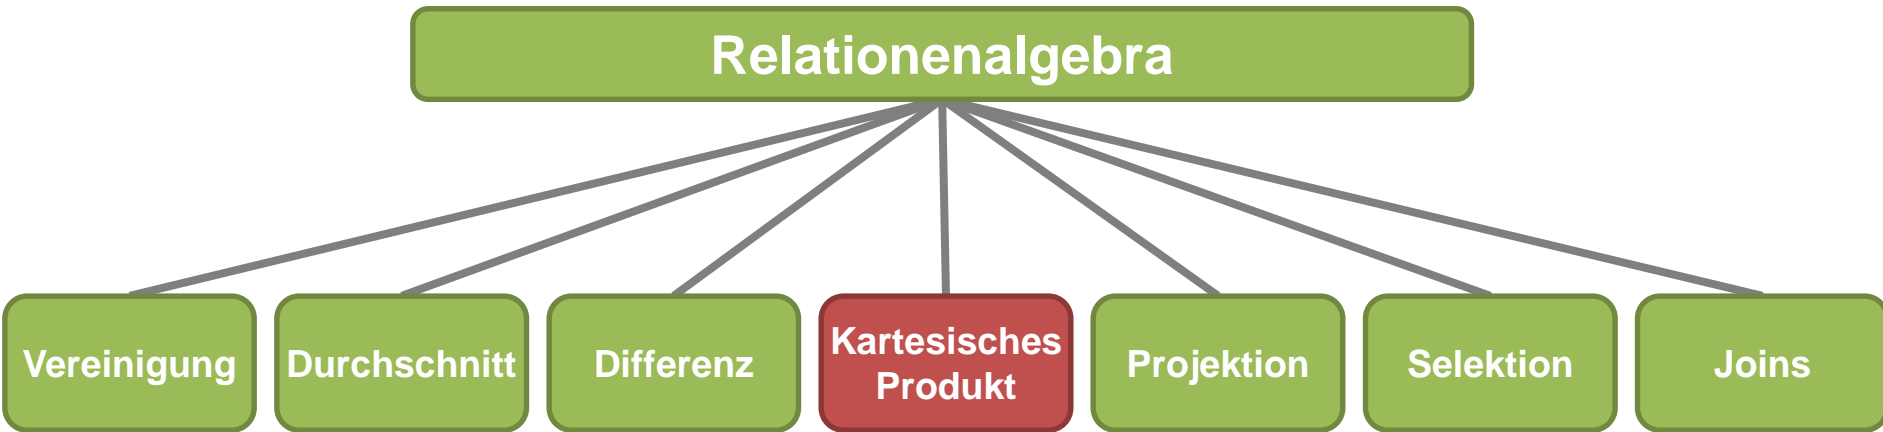 Relationenalgebra
Vereinigung
Durchschnitt
Differenz
Kartesisches
Produkt
Projektion
Selektion
Joins